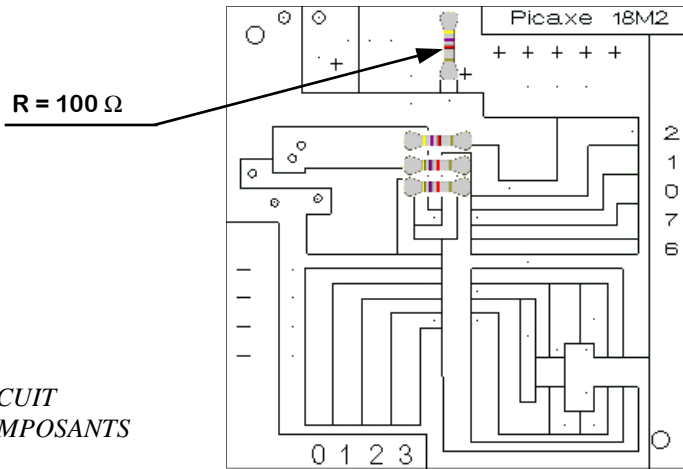 Picaxe 18M2
+ + + + +
+
+
R = 100 Ω
2
1
0
7
6
CUIT
MPOSANTS
0 1 2 3